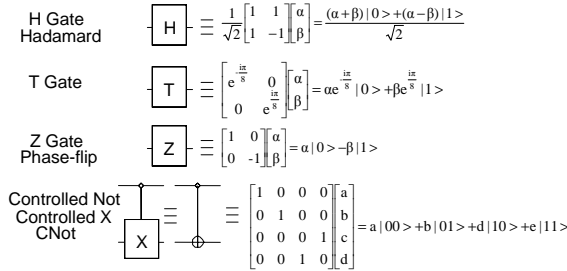 H Gate
Hadamard
H ≡ 1/√2 [1 1; 1 -1] [α; β] = (α+β)|0>+(α−β)|1> / √2
T Gate
T ≡ [e^-iπ/8 0; 0 e^iπ/8] [α; β] = αe^-iπ/8 |0>+βe^iπ/8 |1>
Z Gate
Phase-flip
Z ≡ [1 0; 0 -1] [α; β] = α|0>−β|1>
Controlled Not
Controlled X
CNot
X ≡ ≡ [1 0 0 0; 0 1 0 0; 0 0 0 1; 0 0 1 0] [a; b; c; d] = a|00>+b|01>+d|10>+e|11>